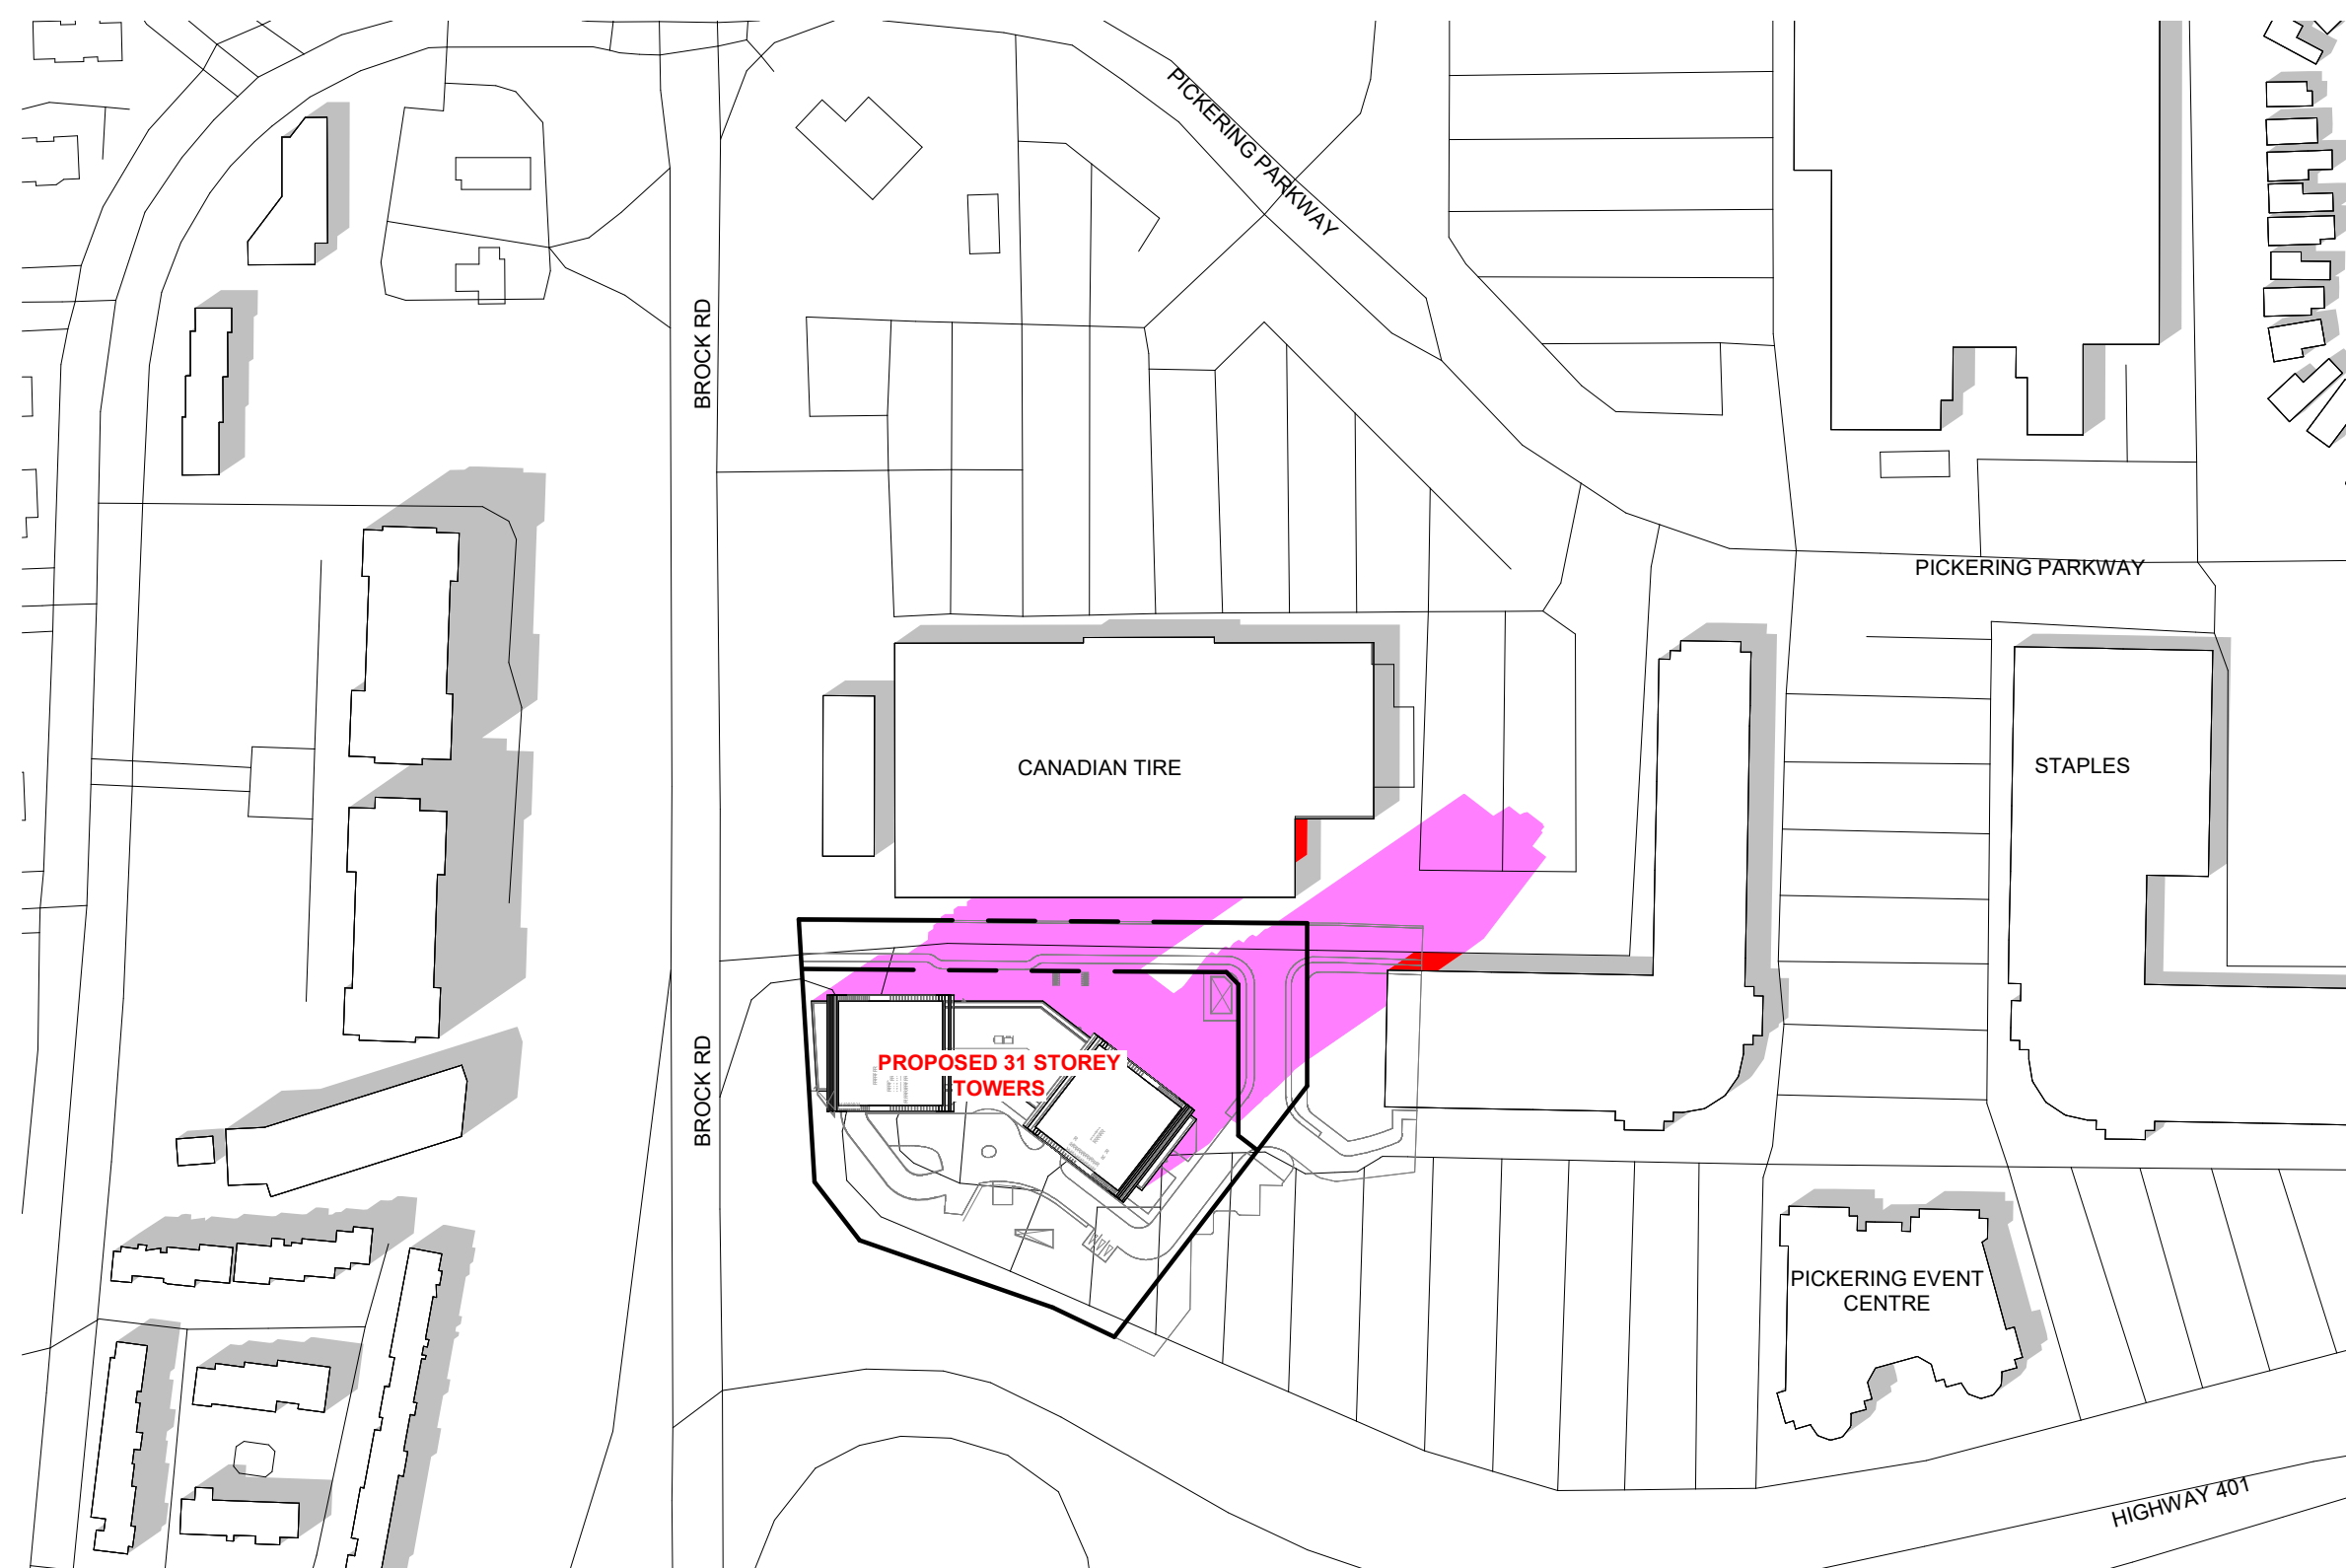 PICKERING PARKWAY
BROCK RD
PICKERING PARKWAY
CANADIAN TIRE
STAPLES
PROPOSED 31 STOREY
TOWERS
BROCK RD
PICKERING EVENT
CENTRE
HIGHWAY 401